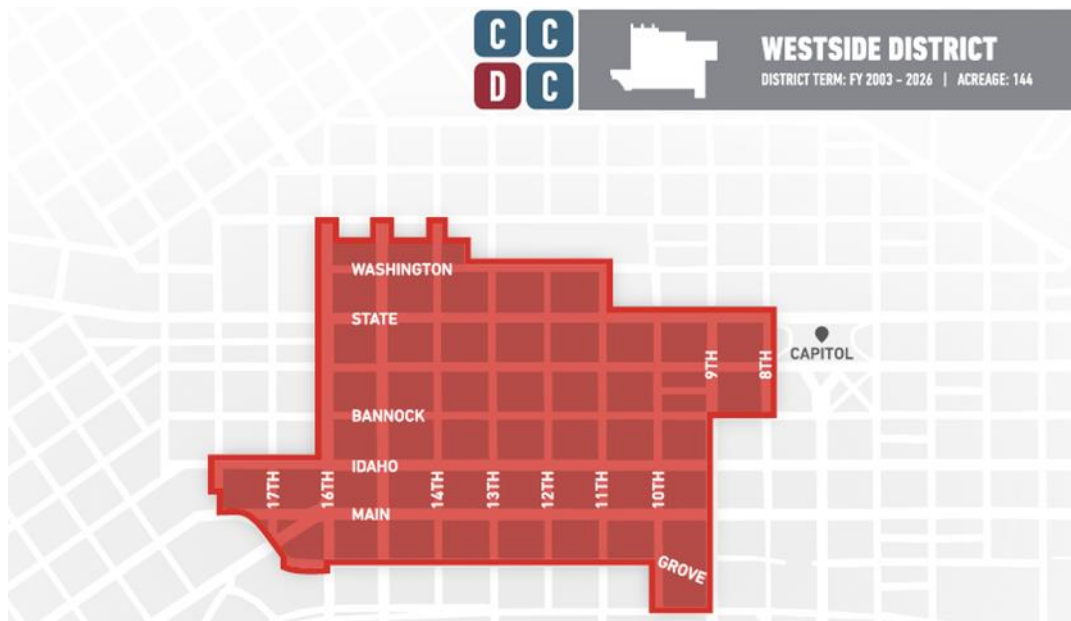 C C
D C
WESTSIDE DISTRICT
DISTRICT TERM: FY 2003 – 2026 | ACREAGE: 144
WASHINGTON
STATE
CAPITOL
9TH
8TH
BANNOCK
IDAHO
17TH
16TH
14TH
13TH
12TH
11TH
10TH
MAIN
GROVE